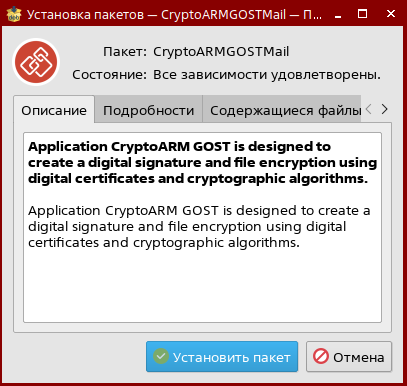 Установка пакетов — CryptoARMGOSTMail — П...
Пакет: CryptoARMGOSTMail
Состояние: Все зависимости удовлетворены.
Описание Подробности Содержащиеся файлы
Application CryptoARM GOST is designed to
create a digital signature and file encryption using
digital certificates and cryptographic algorithms.
Application CryptoARM GOST is designed to create a
digital signature and file encryption using digital
certificates and cryptographic algorithms.
Установить пакет Отмена